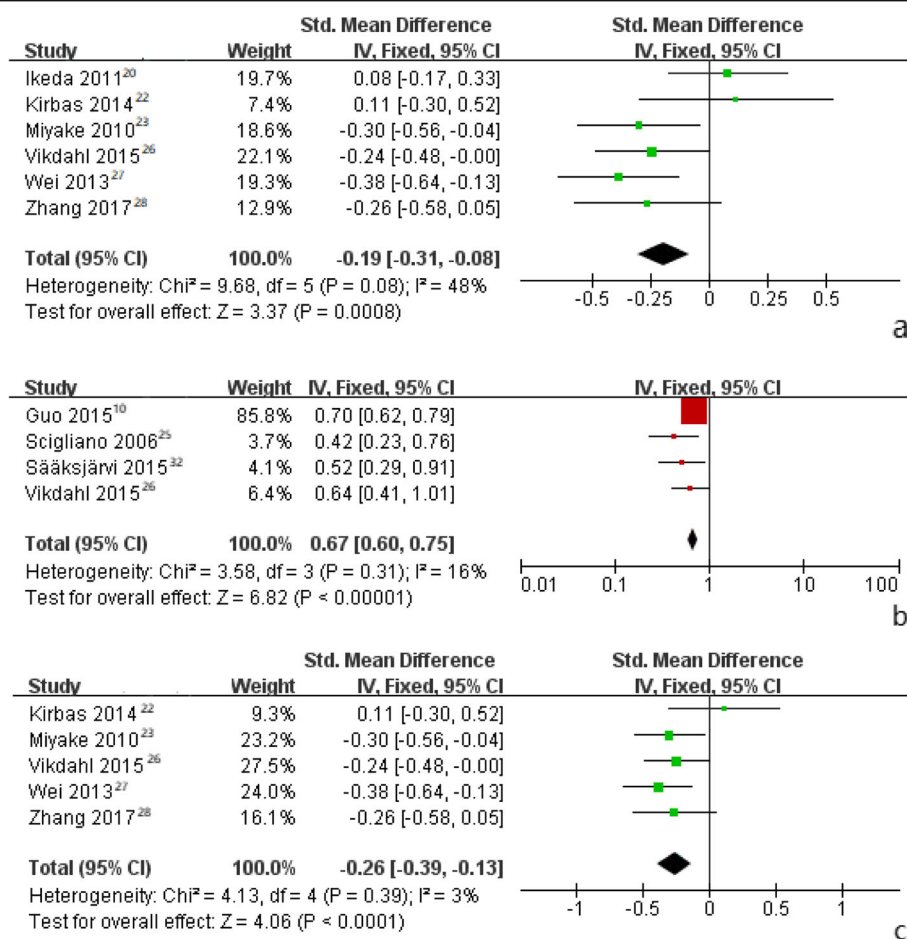 Std. Mean Difference Std. Mean Difference
Study Weight IV, Fixed, 95% CI IV, Fixed, 95% CI
Ikeda 2011²⁰ 19.7% 0.08 [-0.17, 0.33]
Kirbas 2014²² 7.4% 0.11 [-0.30, 0.52]
Miyake 2010²³ 18.6% -0.30 [-0.56, -0.04]
Vikdahl 2015²⁶ 22.1% -0.24 [-0.48, -0.00]
Wei 2013²⁷ 19.3% -0.38 [-0.64, -0.13]
Zhang 2017²⁸ 12.9% -0.26 [-0.58, 0.05]
Total (95% CI) 100.0% -0.19 [-0.31, -0.08]
Heterogeneity: Chi² = 9.68, df = 5 (P = 0.08); I² = 48%
Test for overall effect: Z = 3.37 (P = 0.0008)
-0.5 -0.25 0 0.25 0.5
a
Study Weight IV, Fixed, 95% CI IV, Fixed, 95% CI
Guo 2015¹⁰ 85.8% 0.70 [0.62, 0.79]
Scigliano 2006²⁵ 3.7% 0.42 [0.23, 0.76]
Sääksjärvi 2015³² 4.1% 0.52 [0.29, 0.91]
Vikdahl 2015²⁶ 6.4% 0.64 [0.41, 1.01]
Total (95% CI) 100.0% 0.67 [0.60, 0.75]
Heterogeneity: Chi² = 3.58, df = 3 (P = 0.31); I² = 16%
Test for overall effect: Z = 6.82 (P < 0.00001)
0.01 0.1 1 10 100
b
Std. Mean Difference Std. Mean Difference
Study Weight IV, Fixed, 95% CI IV, Fixed, 95% CI
Kirbas 2014²² 9.3% 0.11 [-0.30, 0.52]
Miyake 2010²³ 23.2% -0.30 [-0.56, -0.04]
Vikdahl 2015²⁶ 27.5% -0.24 [-0.48, -0.00]
Wei 2013²⁷ 24.0% -0.38 [-0.64, -0.13]
Zhang 2017²⁸ 16.1% -0.26 [-0.58, 0.05]
Total (95% CI) 100.0% -0.26 [-0.39, -0.13]
Heterogeneity: Chi² = 4.13, df = 4 (P = 0.39); I² = 3%
Test for overall effect: Z = 4.06 (P < 0.0001)
-1 -0.5 0 0.5 1
c